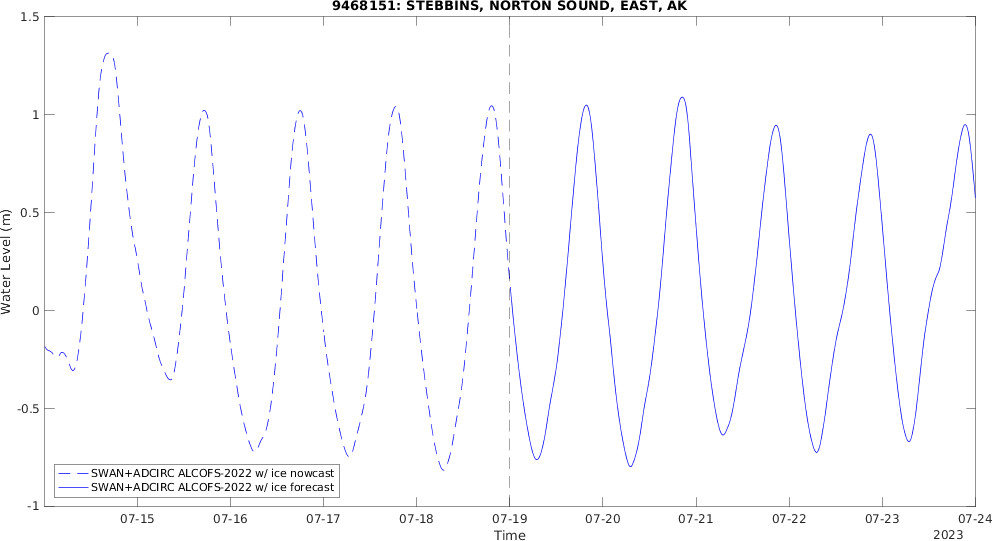 9468151: STEBBINS, NORTON SOUND, EAST, AK
Water Level (m)
1.5
1
0.5
0
-0.5
-1
SWAN+ADCIRC ALCOFS-2022 w/ ice nowcast
SWAN+ADCIRC ALCOFS-2022 w/ ice forecast
07-15 07-16 07-17 07-18 07-19 07-20 07-21 07-22 07-23 07-24
Time
2023